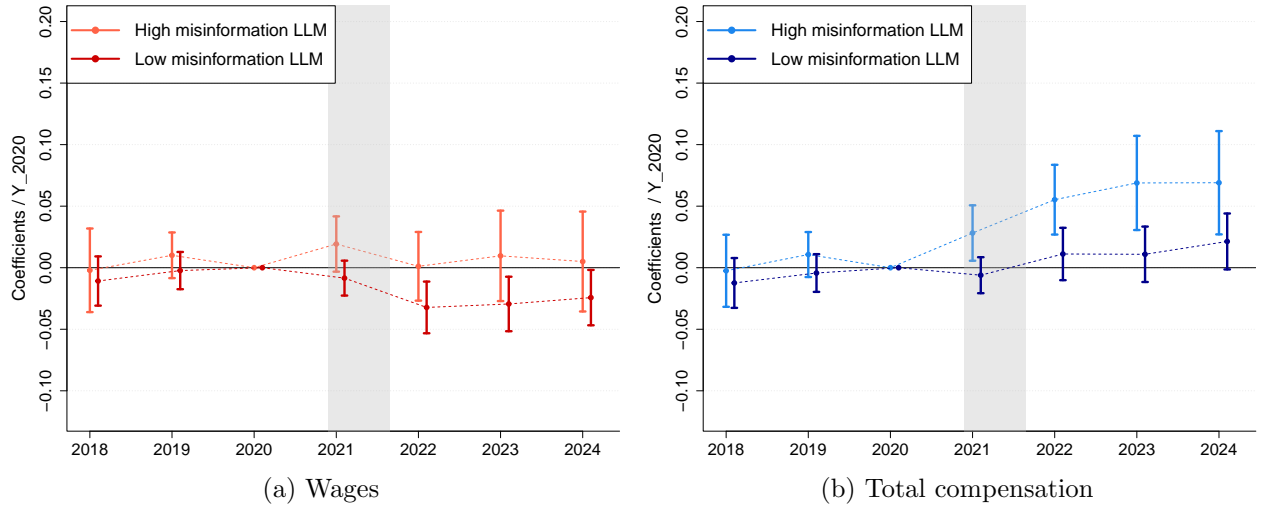 High misinformation LLM
Low misinformation LLM
Coefficients / Y_2020
0.20
0.15
0.10
0.05
0.00
−0.05
−0.10
2018 2019 2020 2021 2022 2023 2024
(a) Wages
High misinformation LLM
Low misinformation LLM
Coefficients / Y_2020
0.20
0.15
0.10
0.05
0.00
−0.05
−0.10
2018 2019 2020 2021 2022 2023 2024
(b) Total compensation